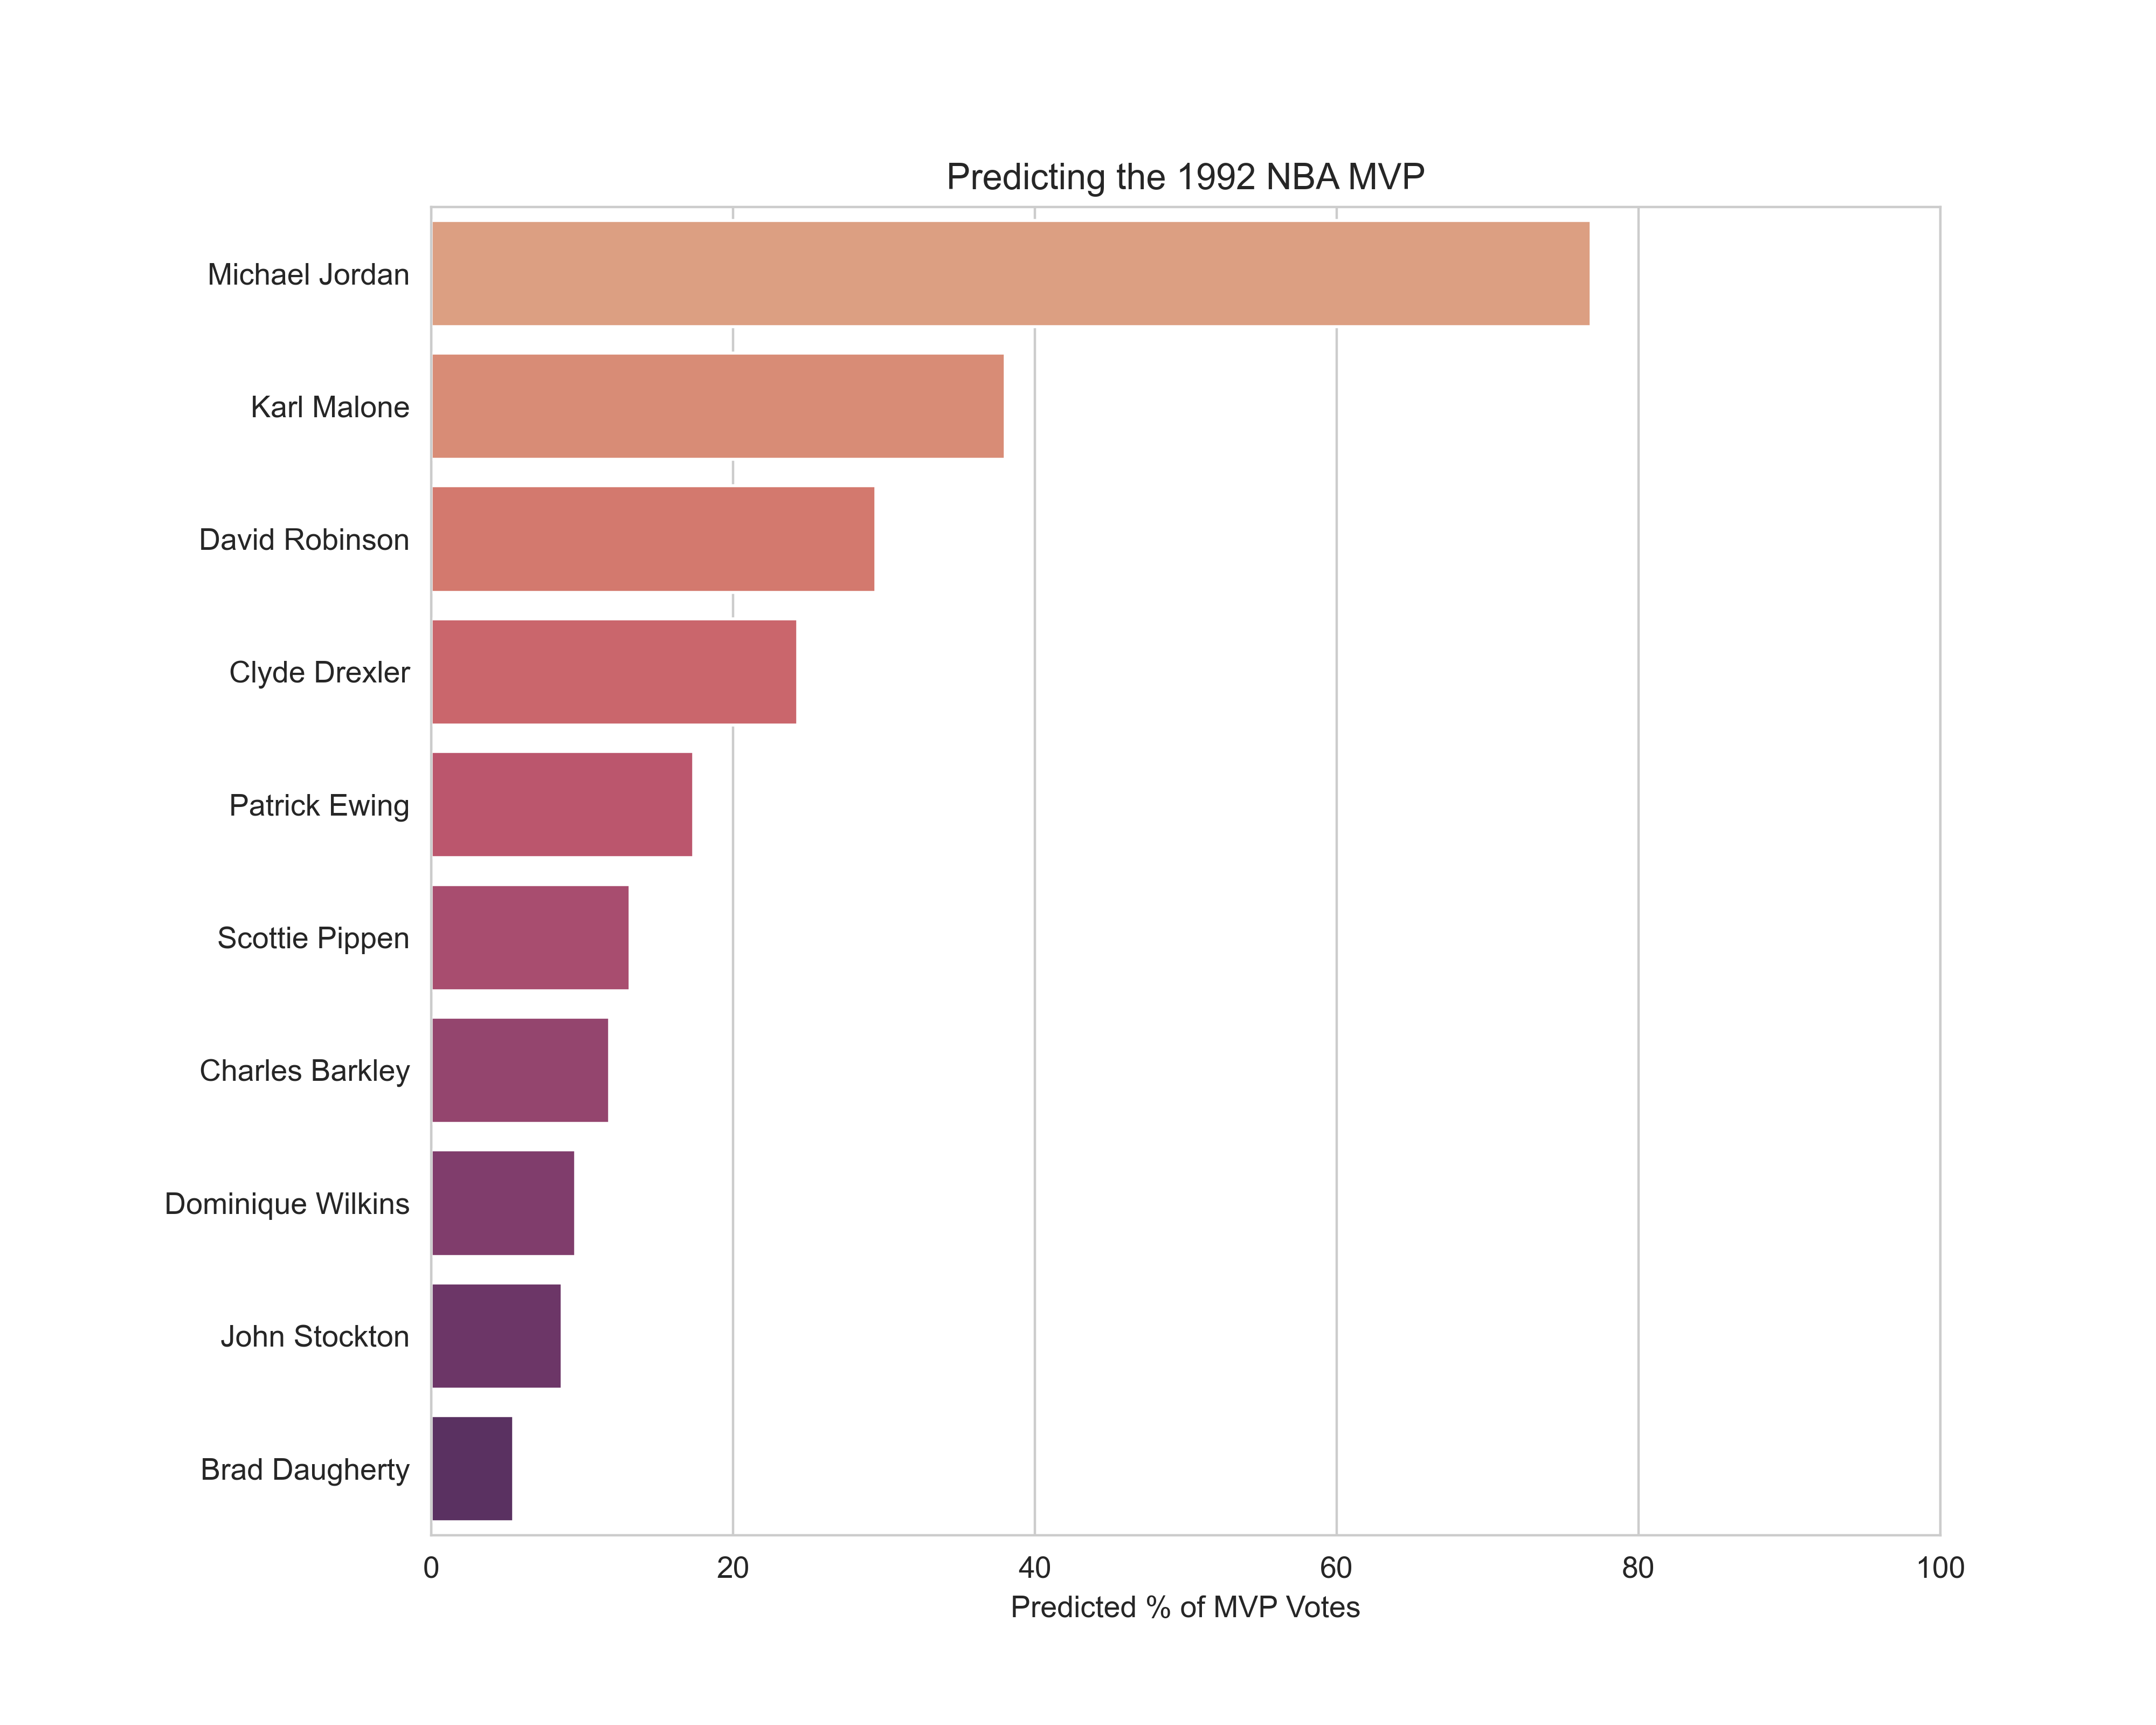 Predicting the 1992 NBA MVP
Michael Jordan
Karl Malone
David Robinson
Clyde Drexler
Patrick Ewing
Scottie Pippen
Charles Barkley
Dominique Wilkins
John Stockton
Brad Daugherty
0 20 40 60 80 100
Predicted % of MVP Votes